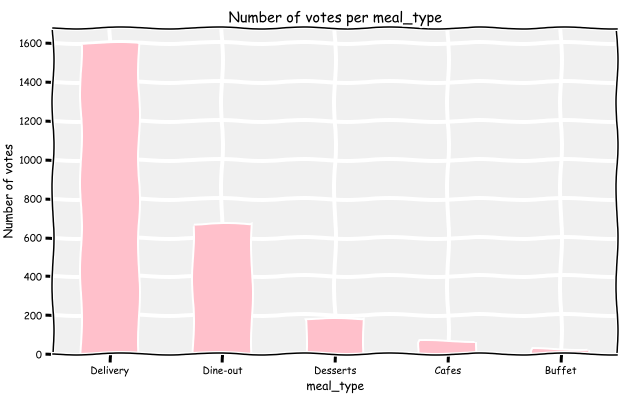 Number of votes per meal_type
Number of votes
1600
1400
1200
1000
800
600
400
200
0
Delivery
Dine-out
Desserts
Cafes
Buffet
meal_type